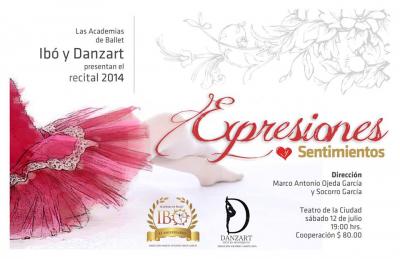 Las Academias
de Ballet
Ibó y Danzart
presentan el
recital 2014
Expresiones
Sentimientos
Dirección
Marco Antonio Ojeda García
y Socorro García
Teatro de la Ciudad
sábado 12 de julio
19:00 hrs.
Cooperación $ 80.00
IBÓ
DANZART